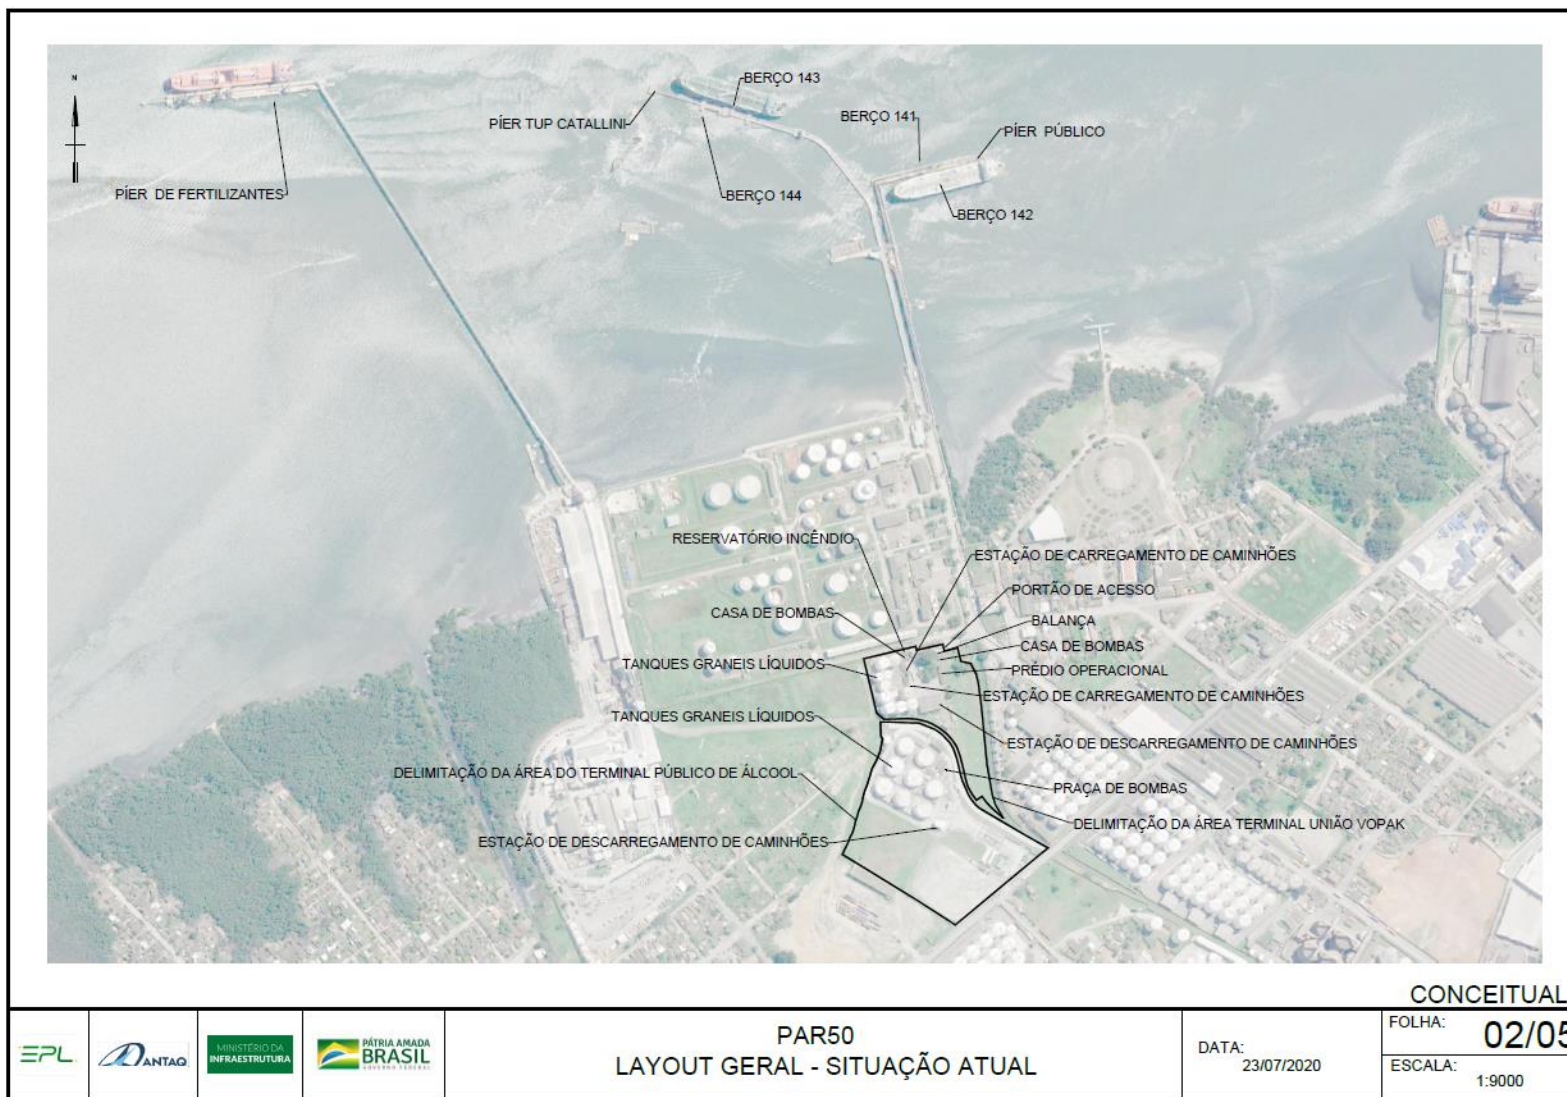 N
BERÇO 143
PÍER TUP CATALLINI
BERÇO 141
PÍER PÚBLICO
PÍER DE FERTILIZANTES
BERÇO 144
BERÇO 142
RESERVATÓRIO INCÊNDIO
ESTAÇÃO DE CARREGAMENTO DE CAMINHÕES
PORTÃO DE ACESSO
CASA DE BOMBAS
BALANÇA
CASA DE BOMBAS
TANQUES GRANEIS LÍQUIDOS
PRÉDIO OPERACIONAL
ESTAÇÃO DE CARREGAMENTO DE CAMINHÕES
TANQUES GRANEIS LÍQUIDOS
ESTAÇÃO DE DESCARREGAMENTO DE CAMINHÕES
DELIMITAÇÃO DA ÁREA DO TERMINAL PÚBLICO DE ÁLCOOL
PRAÇA DE BOMBAS
DELIMITAÇÃO DA ÁREA TERMINAL UNIÃO VOPAK
ESTAÇÃO DE DESCARREGAMENTO DE CAMINHÕES
CONCEITUAL
EPL
ANTAQ
MINISTÉRIO DA
INFRAESTRUTURA
PÁTRIA AMADA
BRASIL
GOVERNO FEDERAL
PAR50
LAYOUT GERAL - SITUAÇÃO ATUAL
DATA:
23/07/2020
FOLHA:
02/05
ESCALA:
1:9000